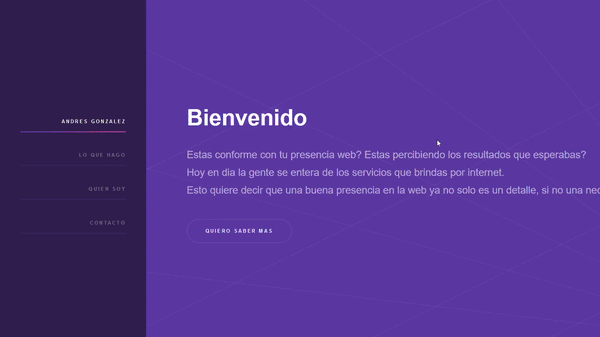 ANDRES GONZALEZ
LO QUE HAGO
QUIEN SOY
CONTACTO
Bienvenido
Estas conforme con tu presencia web? Estas percibiendo los resultados que esperabas?
Hoy en dia la gente se entera de los servicios que brindas por internet.
Esto quiere decir que una buena presencia en la web ya no solo es un detalle, si no una
QUIERO SABER MAS